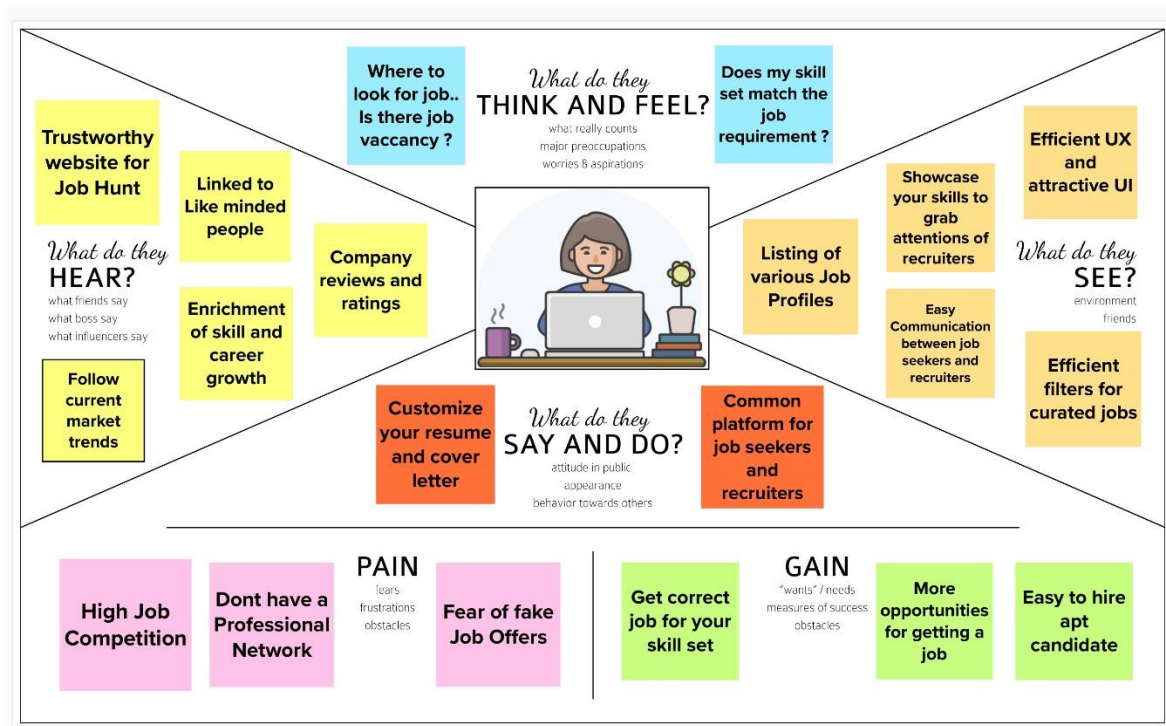 Where to
look for job..
Is there job
vaccancy ?
What do they
THINK AND FEEL?
what really counts
major preoccupations
worries & aspirations
Does my skill
set match the
job
requirement ?
Trustworthy
website for
Job Hunt
Linked to
Like minded
people
Company
reviews and
ratings
What do they
HEAR?
what friends say
what boss say
what influencers say
Enrichment
of skill and
career
growth
Follow
current
market
trends
Listing of
various Job
Profiles
Showcase
your skills to
grab
attentions of
recruiters
Efficient UX
and
attractive UI
What do they
SEE?
environment
friends
Easy
Communication
between job
seekers and
recruiters
Efficient
filters for
curated jobs
Customize
your resume
and cover
letter
What do they
SAY AND DO?
attitude in public
appearance
behavior towards others
Common
platform for
job seekers
and
recruiters
High Job
Competition
Dont have a
Professional
Network
PAIN
fears
frustrations
obstacles
Fear of fake
Job Offers
Get correct
job for your
skill set
GAIN
"wants" / needs
measures of success
obstacles
More
opportunities
for getting a
job
Easy to hire
apt
candidate